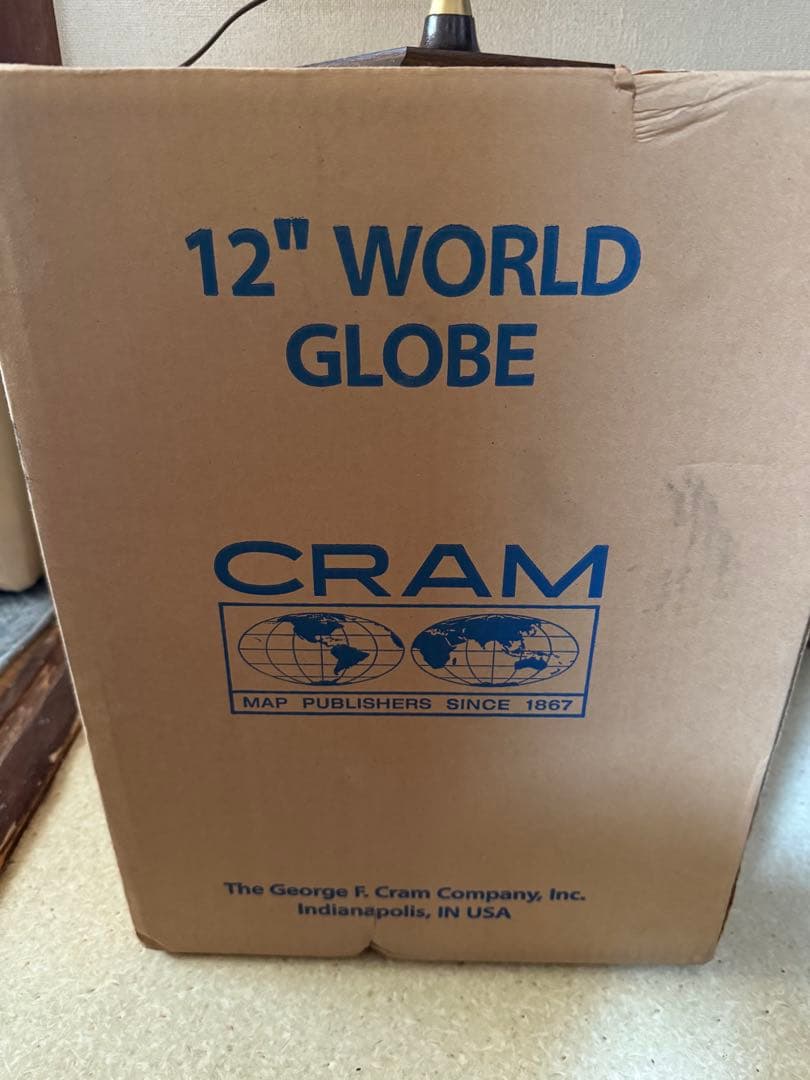 12" WORLD
GLOBE
CRAM
MAP PUBLISHERS SINCE 1867
The George F. Cram Company, Inc.
Indianapolis, IN USA